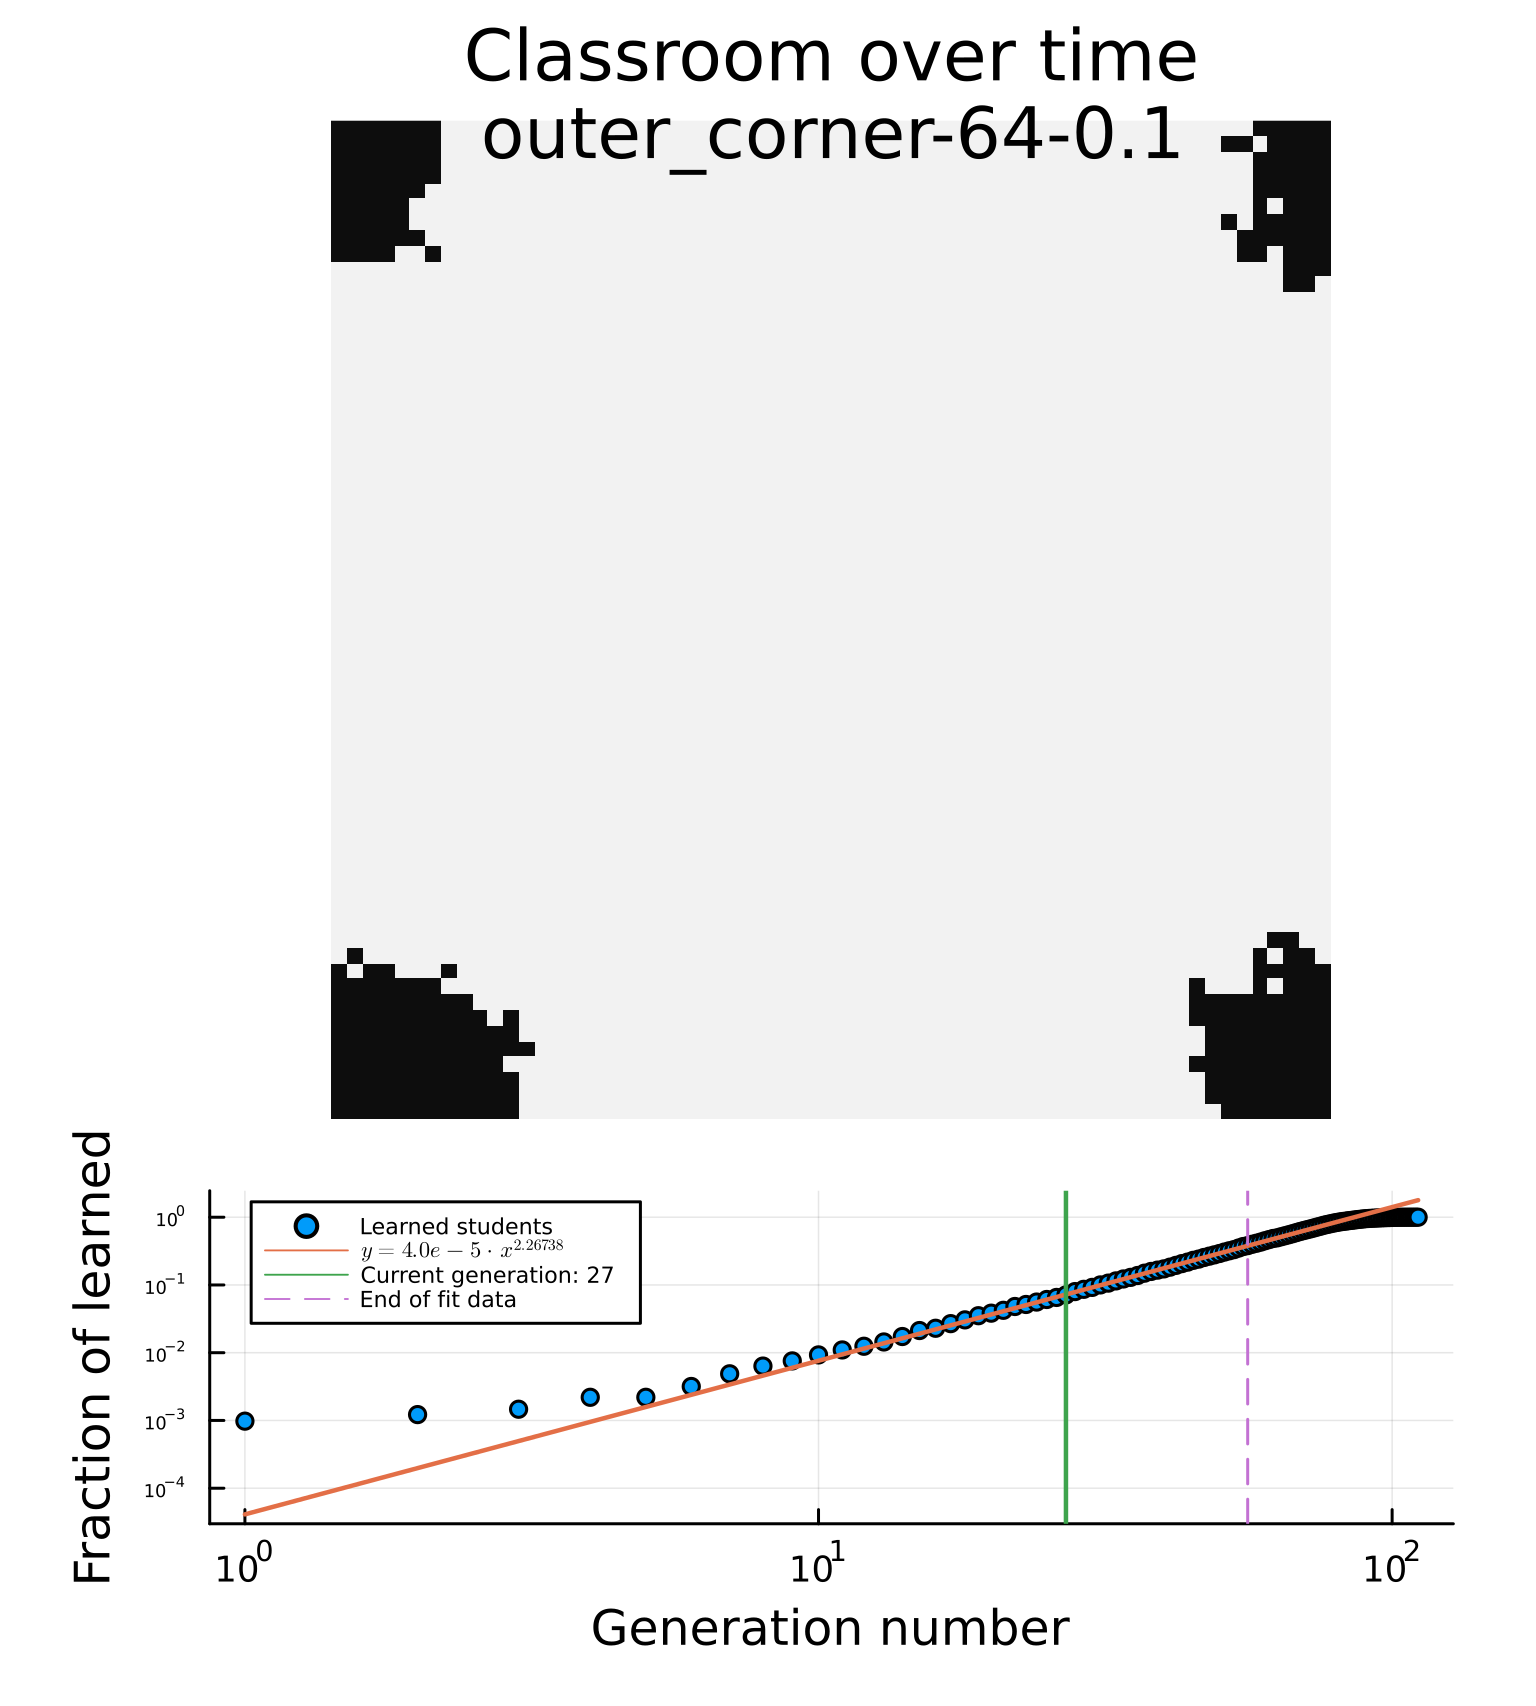 Classroom over time
outer_corner-64-0.1
Fraction of learned
10^0
10^-1
10^-2
10^-3
10^-4
Learned students
y = 4.0e - 5 · x^2.26738
Current generation: 27
End of fit data
10^0 10^1 10^2
Generation number